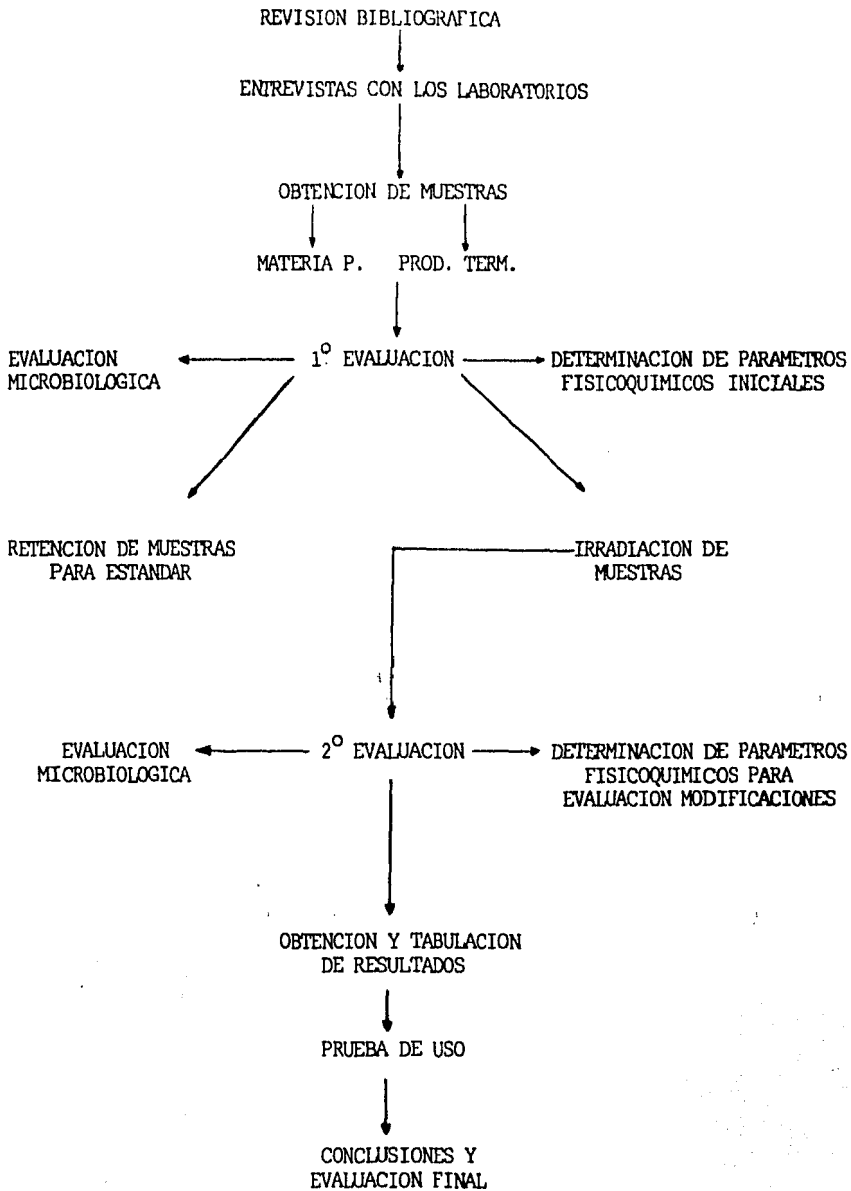 REVISION BIBLIOGRAFICA
ENTREVISTAS CON LOS LABORATORIOS
OBTENCION DE MUESTRAS
MATERIA P. PROD. TERM.
EVALUACION
MICROBIOLOGICA
1º EVALUACION
DETERMINACION DE PARAMETROS
FISICOQUIMICOS INICIALES
RETENCION DE MUESTRAS
PARA ESTANDAR
IRRADIACION DE
MUESTRAS
EVALUACION
MICROBIOLOGICA
2º EVALUACION
DETERMINACION DE PARAMETROS
FISICOQUIMICOS PARA
EVALUACION MODIFICACIONES
OBTENCION Y TABULACION
DE RESULTADOS
PRUEBA DE USO
CONCLUSIONES Y
EVALUACION FINAL